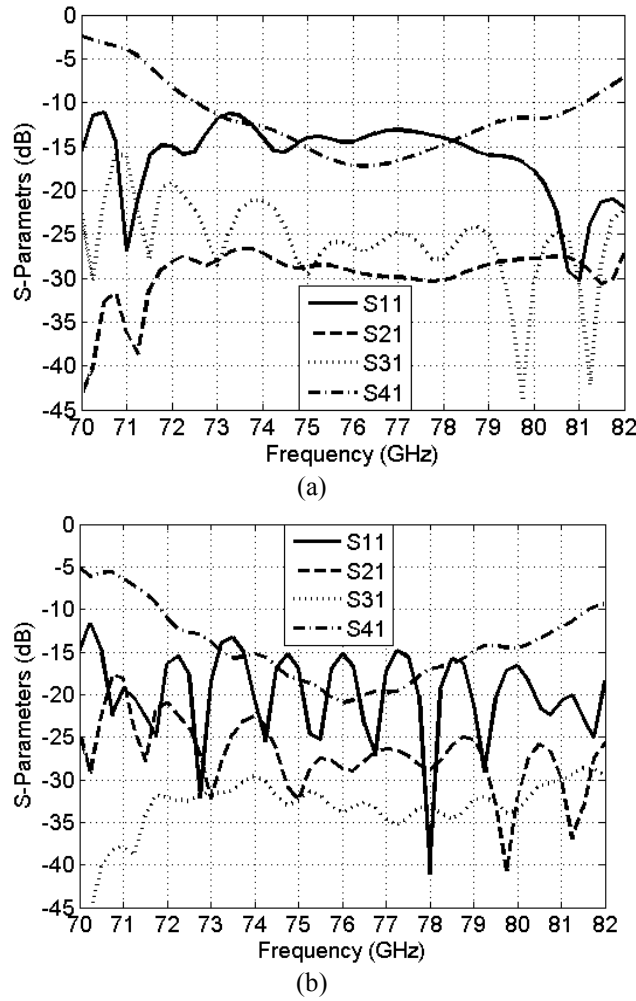 0
-5
-10
-15
-20
-25
-30
-35
-40
-45
S-Parametrs (dB)
S11
S21
S31
S41
70 71 72 73 74 75 76 77 78 79 80 81 82
Frequency (GHz)
(a)
0
-5
-10
-15
-20
-25
-30
-35
-40
-45
S-Parameters (dB)
S11
S21
S31
S41
70 71 72 73 74 75 76 77 78 79 80 81 82
Frequency (GHz)
(b)